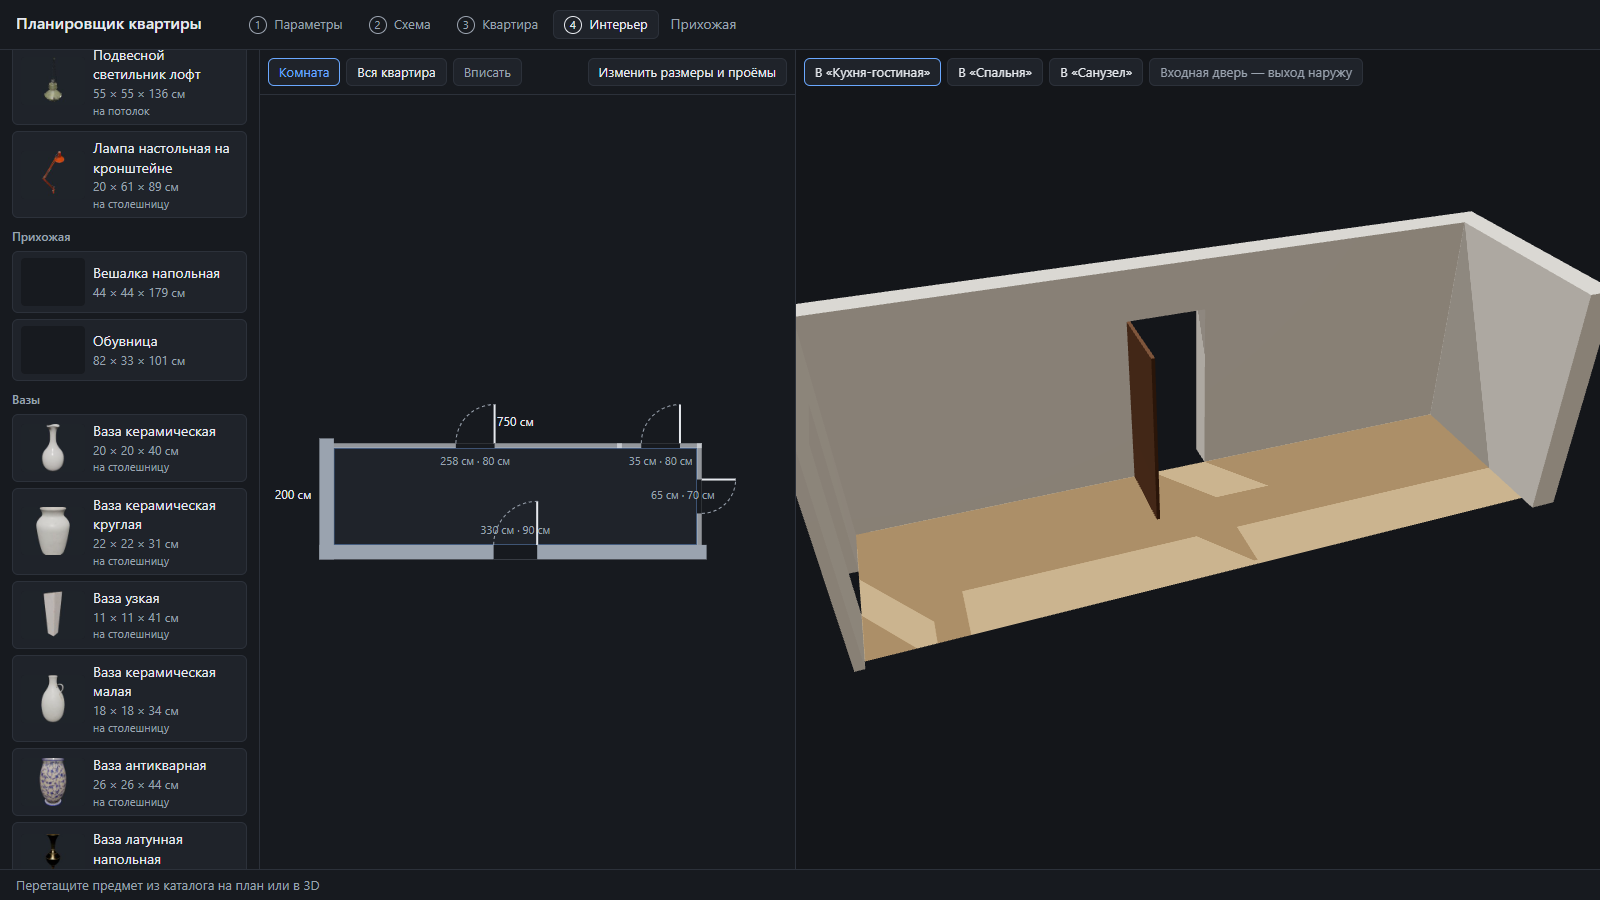 Планировщик квартиры
1 Параметры
2 Схема
3 Квартира
4 Интерьер
Прихожая
Подвесной
светильник лофт
55 × 55 × 136 см
на потолок
Лампа настольная на
кронштейне
20 × 61 × 89 см
на столешницу
Прихожая
Вешалка напольная
44 × 44 × 179 см
Обувница
82 × 33 × 101 см
Вазы
Ваза керамическая
20 × 20 × 40 см
на столешницу
Ваза керамическая
круглая
22 × 22 × 31 см
на столешницу
Ваза узкая
11 × 11 × 41 см
на столешницу
Ваза керамическая
малая
18 × 18 × 34 см
на столешницу
Ваза антикварная
26 × 26 × 44 см
на столешницу
Ваза латунная
напольная
Комната
Вся квартира
Вписать
Изменить размеры и проёмы
750 см
258 см · 80 см
35 см · 80 см
200 см
65 см · 70 см
330 см · 90 см
В «Кухня-гостиная»
В «Спальня»
В «Санузел»
Входная дверь — выход наружу
Перетащите предмет из каталога на план или в 3D